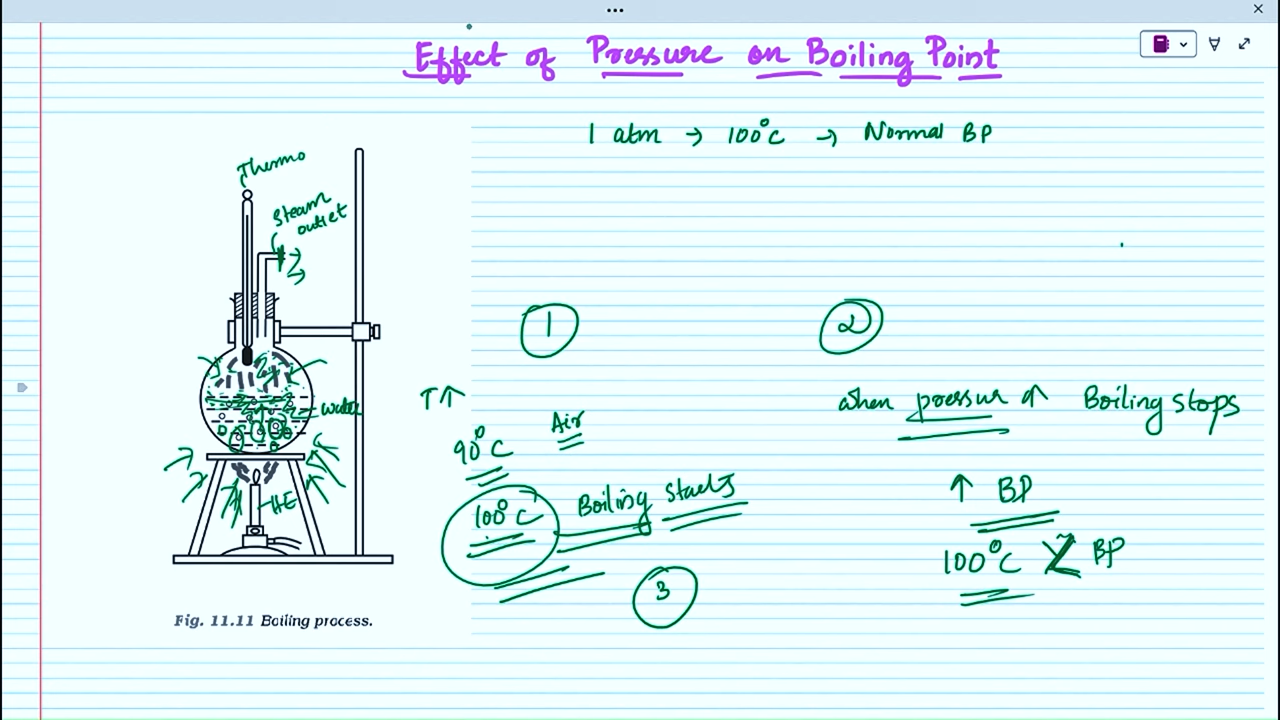 Effect of Pressure on Boiling Point
1 atm → 100°C → Normal BP
Thermo
Steam
outlet
water
HE
Fig. 11.11 Boiling process.
1
↑↑
90°C
Air
100°C
Boiling starts
3
2
when pressur ↑ Boiling stops
↑ BP
100°C
BP